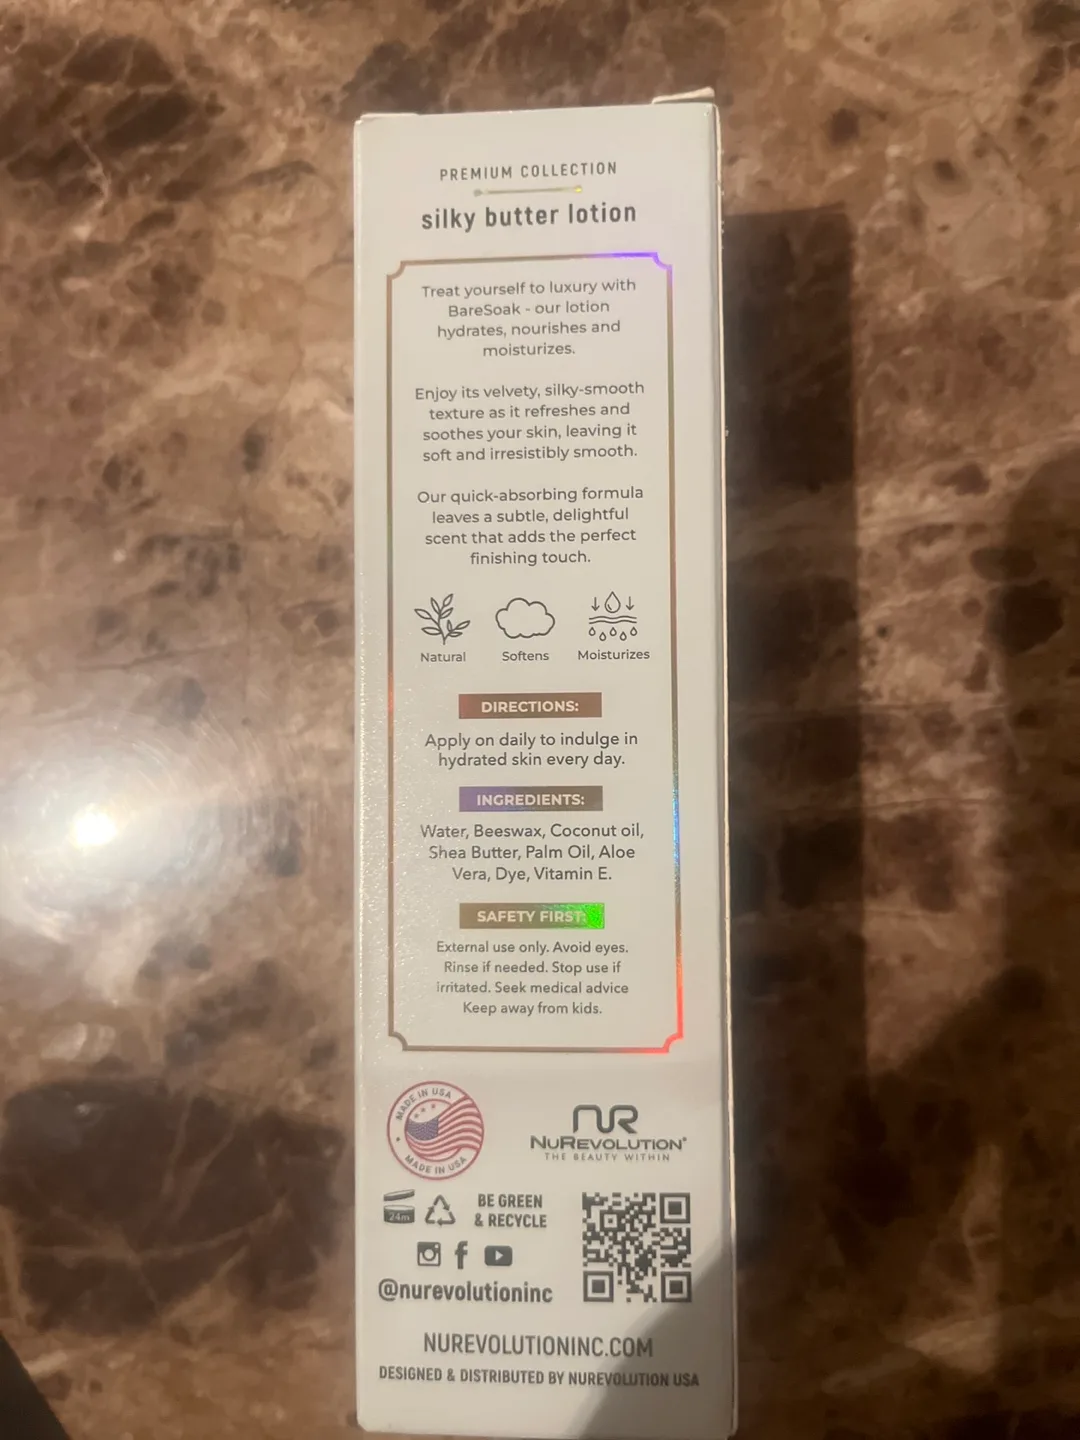 PREMIUM COLLECTION
silky butter lotion
Treat yourself to luxury with
BareSoak - our lotion
hydrates, nourishes and
moisturizes.
Enjoy its velvety, silky-smooth
texture as it refreshes and
soothes your skin, leaving it
soft and irresistibly smooth.
Our quick-absorbing formula
leaves a subtle, delightful
scent that adds the perfect
finishing touch.
Natural Softens Moisturizes
DIRECTIONS:
Apply on daily to indulge in
hydrated skin every day.
INGREDIENTS:
Water, Beeswax, Coconut oil,
Shea Butter, Palm Oil, Aloe
Vera, Dye, Vitamin E.
SAFETY FIRST:
External use only. Avoid eyes.
Rinse if needed. Stop use if
irritated. Seek medical advice
Keep away from kids.
MADE IN USA
MADE IN USA
NR
NUREVOLUTION®
THE BEAUTY WITHIN
24m
BE GREEN
& RECYCLE
@nurevolutioninc
NUREVOLUTIONINC.COM
DESIGNED & DISTRIBUTED BY NUREVOLUTION USA